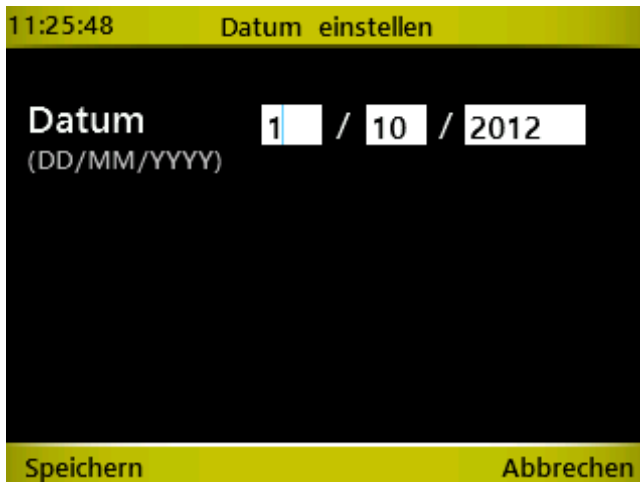 11:25:48 Datum einstellen
Datum 1 / 10 / 2012
(DD/MM/YYYY)
Speichern Abbrechen